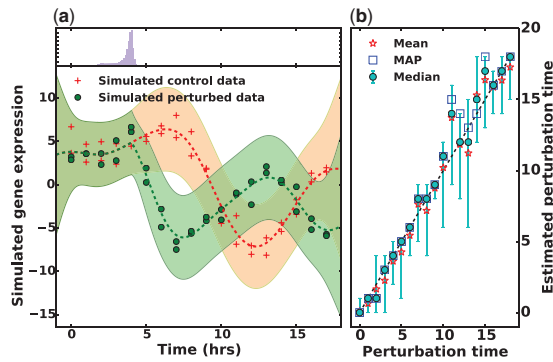 (a)
(b)
Simulated control data
Simulated perturbed data
Simulated gene expression
10
5
0
−5
−10
−15
0
5
10
15
Time (hrs)
Mean
MAP
Median
20
15
10
5
0
Estimated perturbation time
0
5
10
15
20
Perturbation time